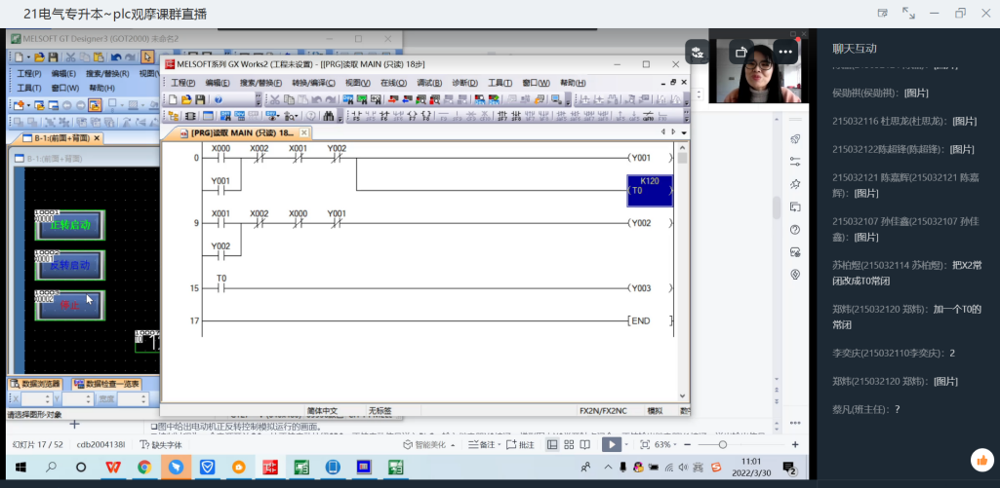 21电气专升本~plc观摩课群直播
MELSOFT GT Designer3 (GOT2000) 未命名2
工程(P) 编辑(E) 搜索/替换(R) 视图(V)
工具(T) 窗口(W) 帮助(H)
B-1:(前面+背面)
B-1:(前面+背面)
正转启动
反转启动
停止
数据浏览器 数据检查一览表
X Y 宽度
请选择图形·对象
MELSOFT系列 GX Works2 (工程未设置) - [[PRG]读取 MAIN (只读) 18步]
工程(P) 编辑(E) 搜索/替换(F) 转换/编译(C) 视图(V) 在线(O) 调试(B) 诊断(D) 工具(T) 窗口(W) 帮助(H)
[PRG]读取 MAIN (只读) 18...
X000 X002 X001 Y002
0 (Y001 )
Y001 K120
(T0 )
X001 X002 X000 Y001
9 (Y002 )
Y002
T0
15 (Y003 )
17 [END ]
简体中文 无标签 FX2N/FX2NC 模拟
图中给出电动机正反转控制模拟运行的画面。
幻灯片 17 / 52 cdb2004138l 缺失字体 智能美化 备注 批注 63%
11:01
2022/3/30
2
聊天互动
侯勋祺(侯勋祺): [图片]
215032116 杜思龙(杜思龙): [图片]
215032122陈超锋(陈超锋): [图片]
215032121 陈嘉辉(215032121 陈嘉
辉): [图片]
215032107 孙佳鑫(215032107 孙佳
鑫): [图片]
苏柏煜(215032114 苏柏煜): 把X2常
闭改成T0常闭
郑炜(215032120 郑炜): 加一个T0的
常闭
李奕庆(215032110李奕庆): 2
郑炜(215032120 郑炜): [图片]
蔡凡(班主任): ?